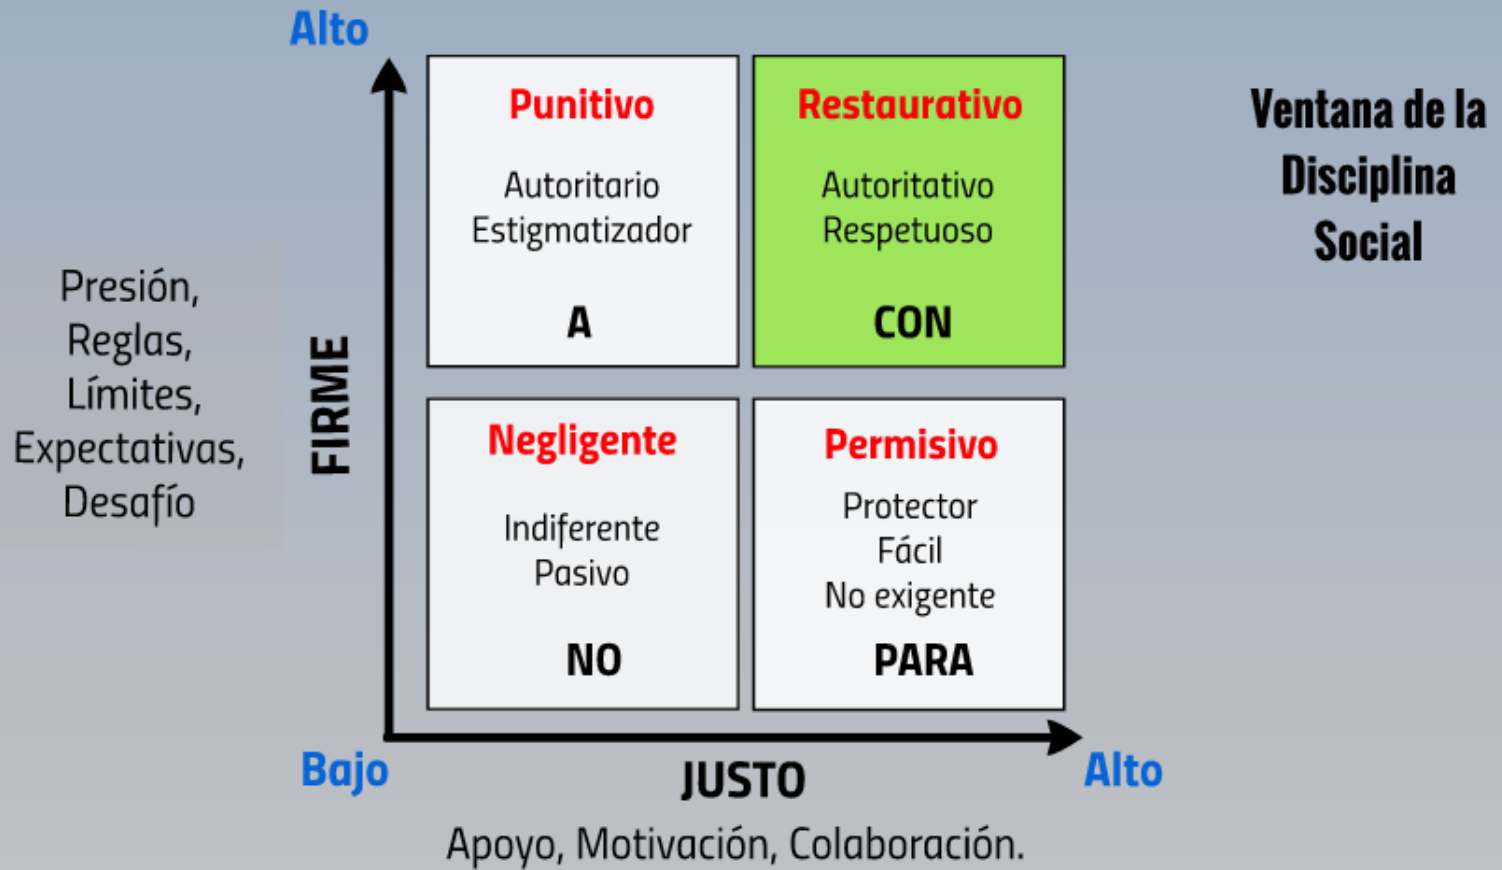 Alto
Punitivo
Autoritario
Estigmatizador
A
Restaurativo
Autoritativo
Respetuoso
CON
Ventana de la
Disciplina
Social
Presión,
Reglas,
Límites,
Expectativas,
Desafío
FIRME
Negligente
Indiferente
Pasivo
NO
Permisivo
Protector
Fácil
No exigente
PARA
Bajo
JUSTO
Alto
Apoyo, Motivación, Colaboración.